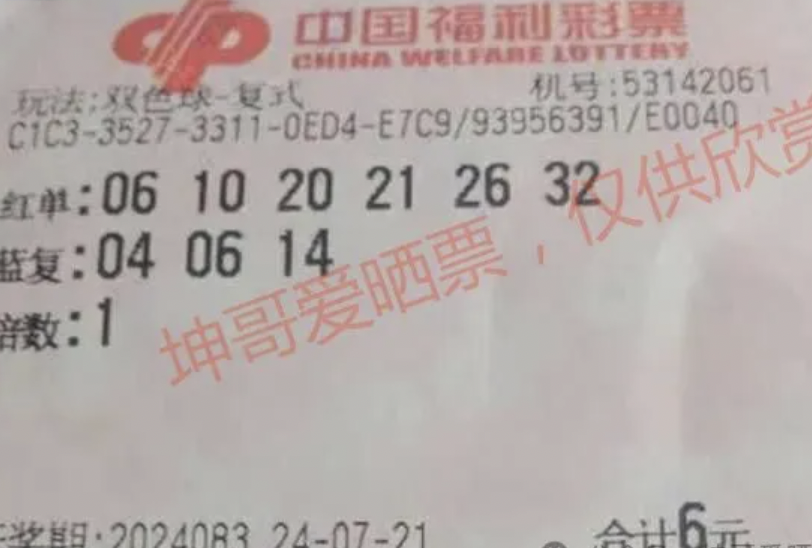 中国福利彩票
CHINA WELFARE LOTTERY
玩法:双色球-复式 机号:53142061
C1C3-3527-3311-0ED4-E7C9/93956391/E0040
红单:06 10 20 21 26 32
蓝复:04 06 14
倍数:1
坤哥爱晒票，仅供欣赏
奖期:2024083 24-07-21 合计6元